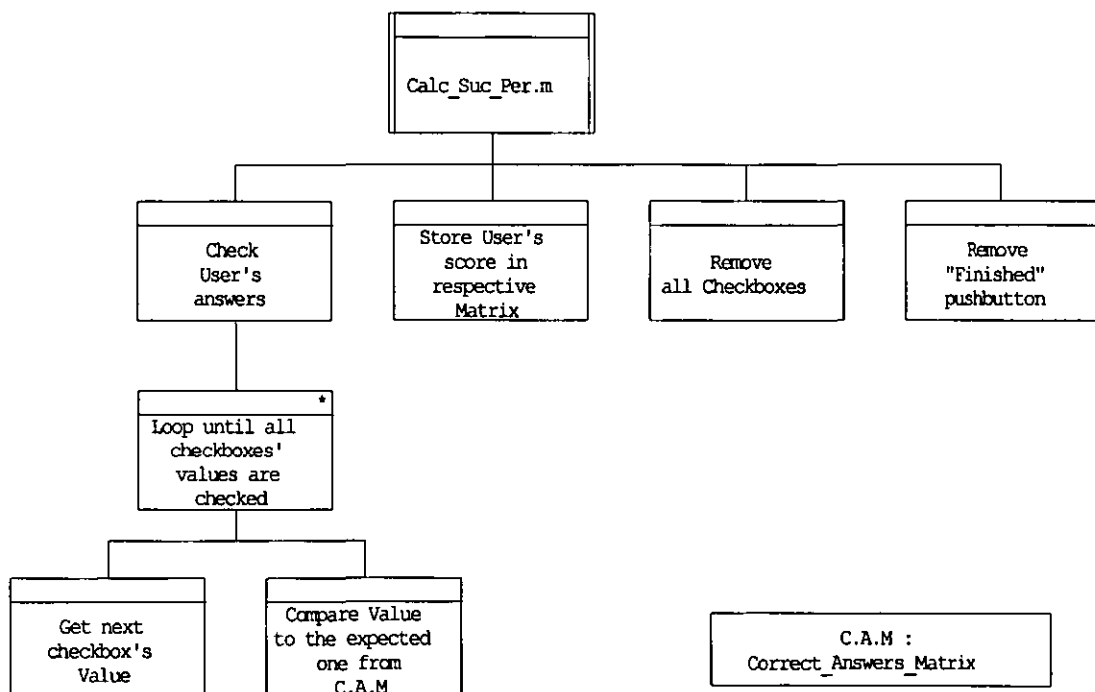 Calc_Suc_Per.m
Check
User's
answers
Store User's
score in
respective
Matrix
Remove
all Checkboxes
Remove
"Finished"
pushbutton
*
Loop until all
checkboxes'
values are
checked
Get next
checkbox's
Value
Compare Value
to the expected
one from
C.A.M
C.A.M :
Correct_Answers_Matrix